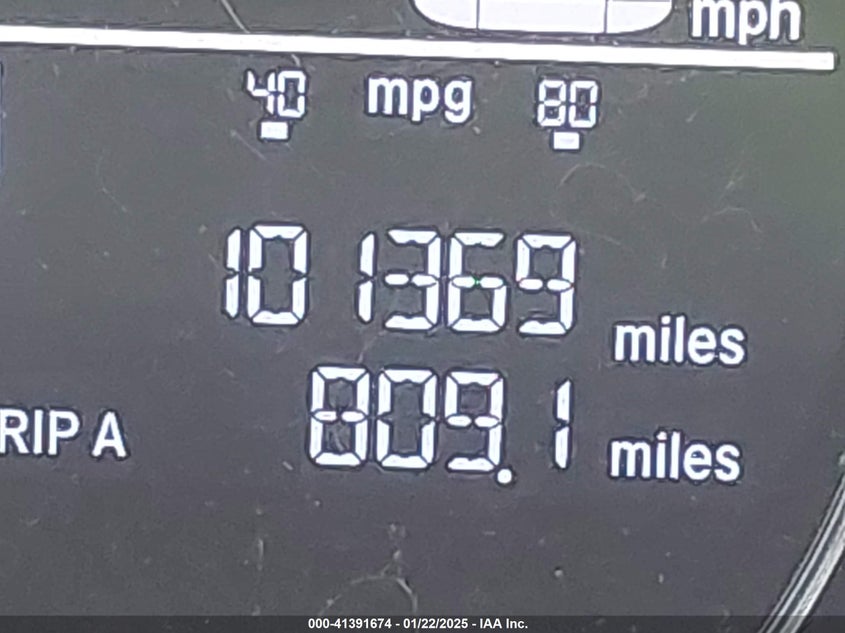 mph
40 mpg 80
101369 miles
RIP A 809.1 miles
000-41391674 - 01/22/2025 - IAA Inc.